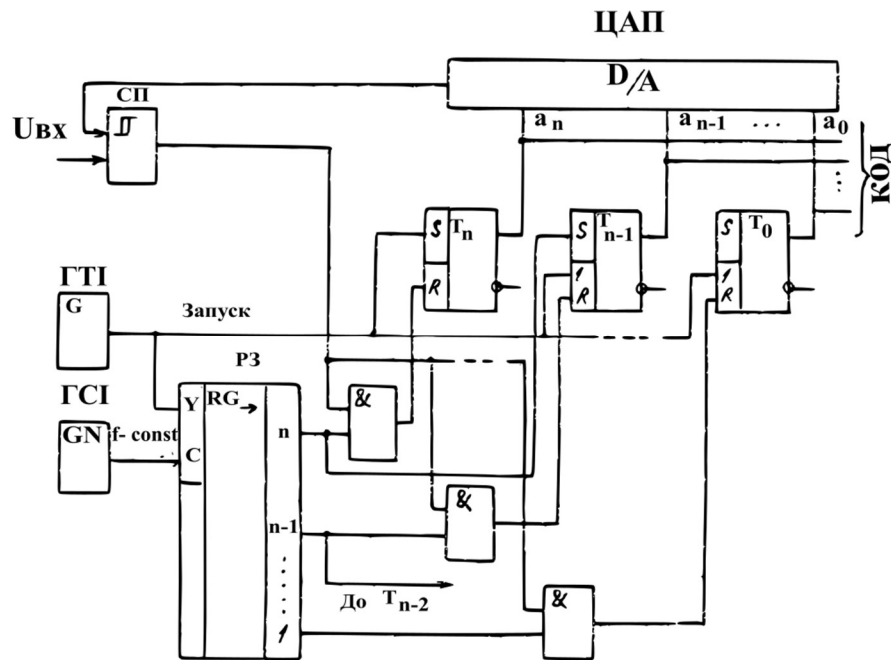 ЦАП
D/A
СП
Uвх
a n
a n-1
...
a 0
код
S
T n
R
S
T n-1
1
R
S
T 0
1
R
ГТІ
G
Запуск
РЗ
ГСІ
GN
f- const
Y
C
RG→
n
n-1
1
&
&
&
До T n-2